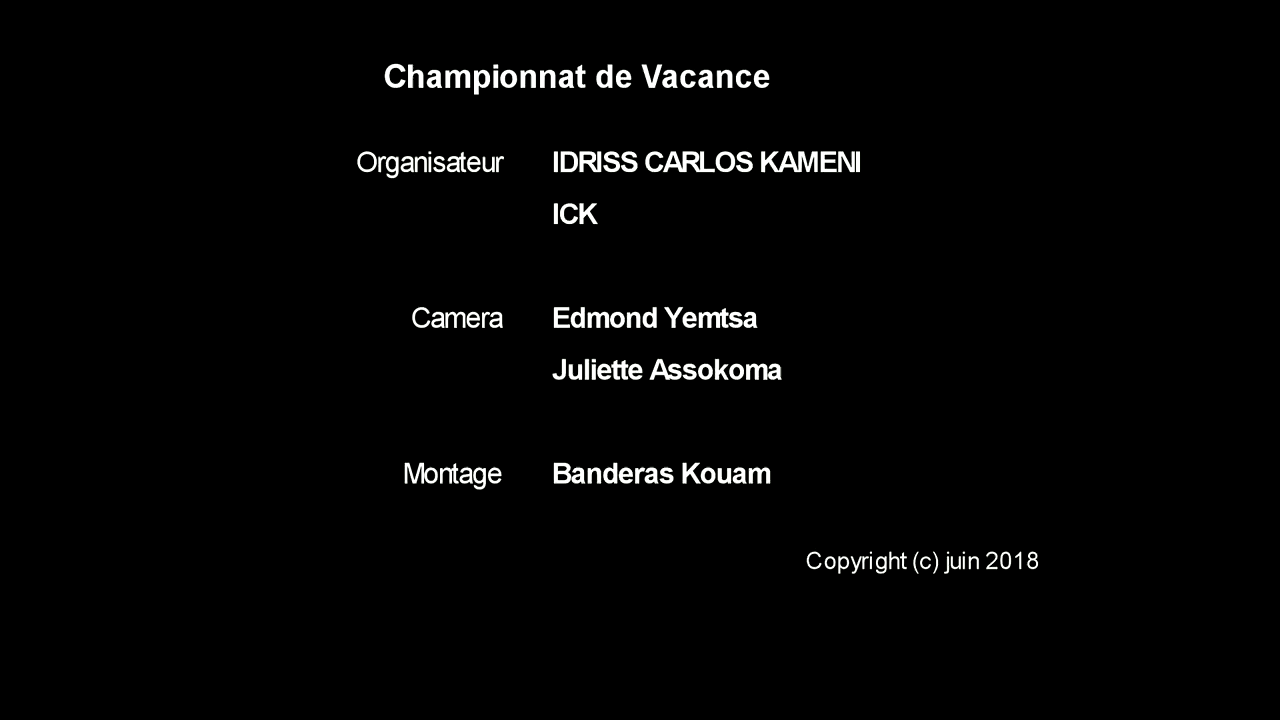 Championnat de Vacance
Organisateur IDRISS CARLOS KAMENI
ICK
Camera Edmond Yemtsa
Juliette Assokoma
Montage Banderas Kouam
Copyright (c) juin 2018